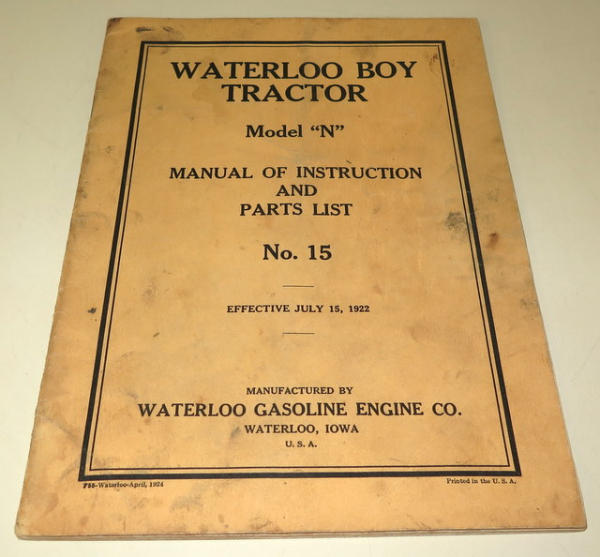 WATERLOO BOY
TRACTOR
Model "N"
MANUAL OF INSTRUCTION
AND
PARTS LIST
No. 15
EFFECTIVE JULY 15, 1922
MANUFACTURED BY
WATERLOO GASOLINE ENGINE CO.
WATERLOO, IOWA
U. S. A.
F55-Waterloo-April, 1924
Printed in the U. S. A.